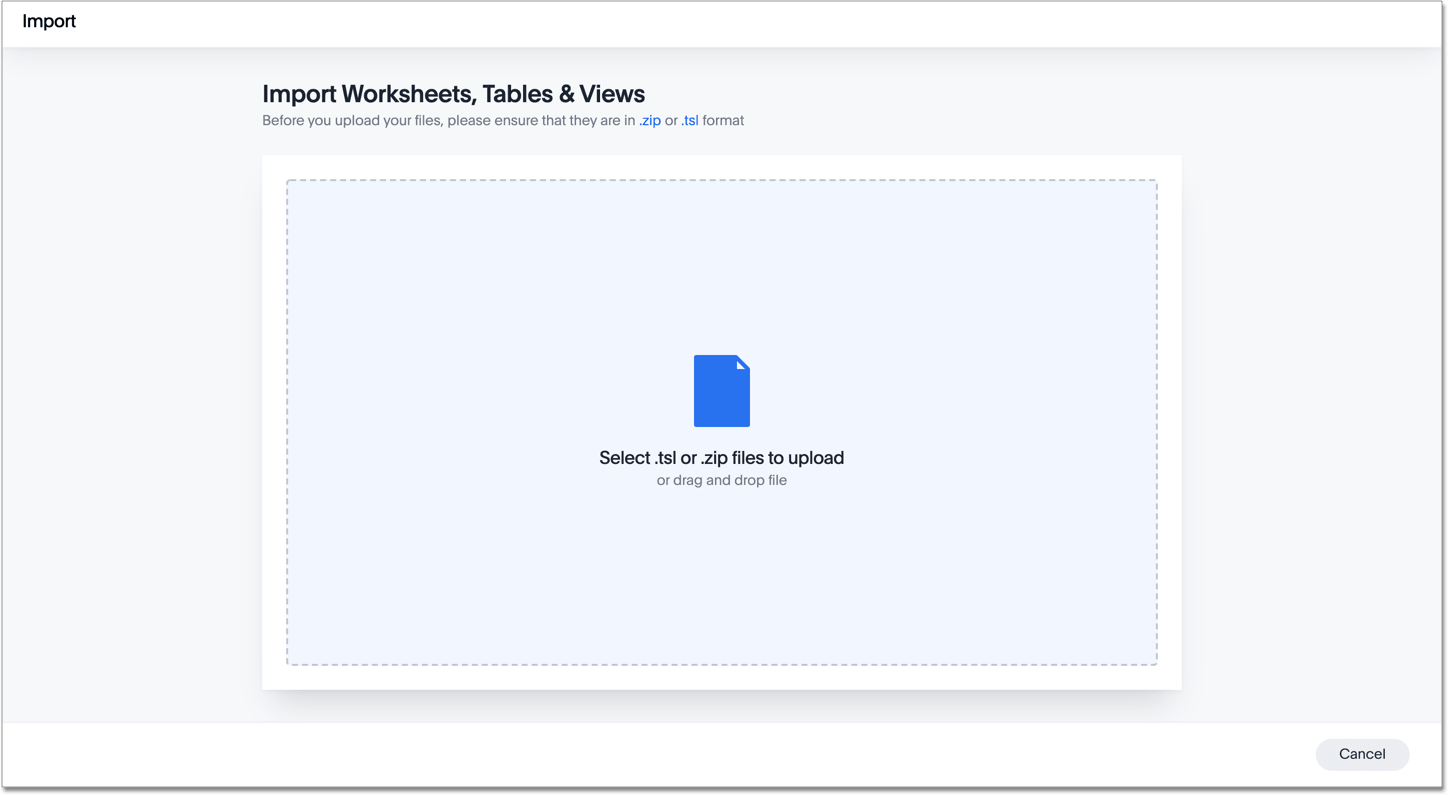 Import
Import Worksheets, Tables & Views
Before you upload your files, please ensure that they are in .zip or .tsl format
Select .tsl or .zip files to upload
or drag and drop file
Cancel